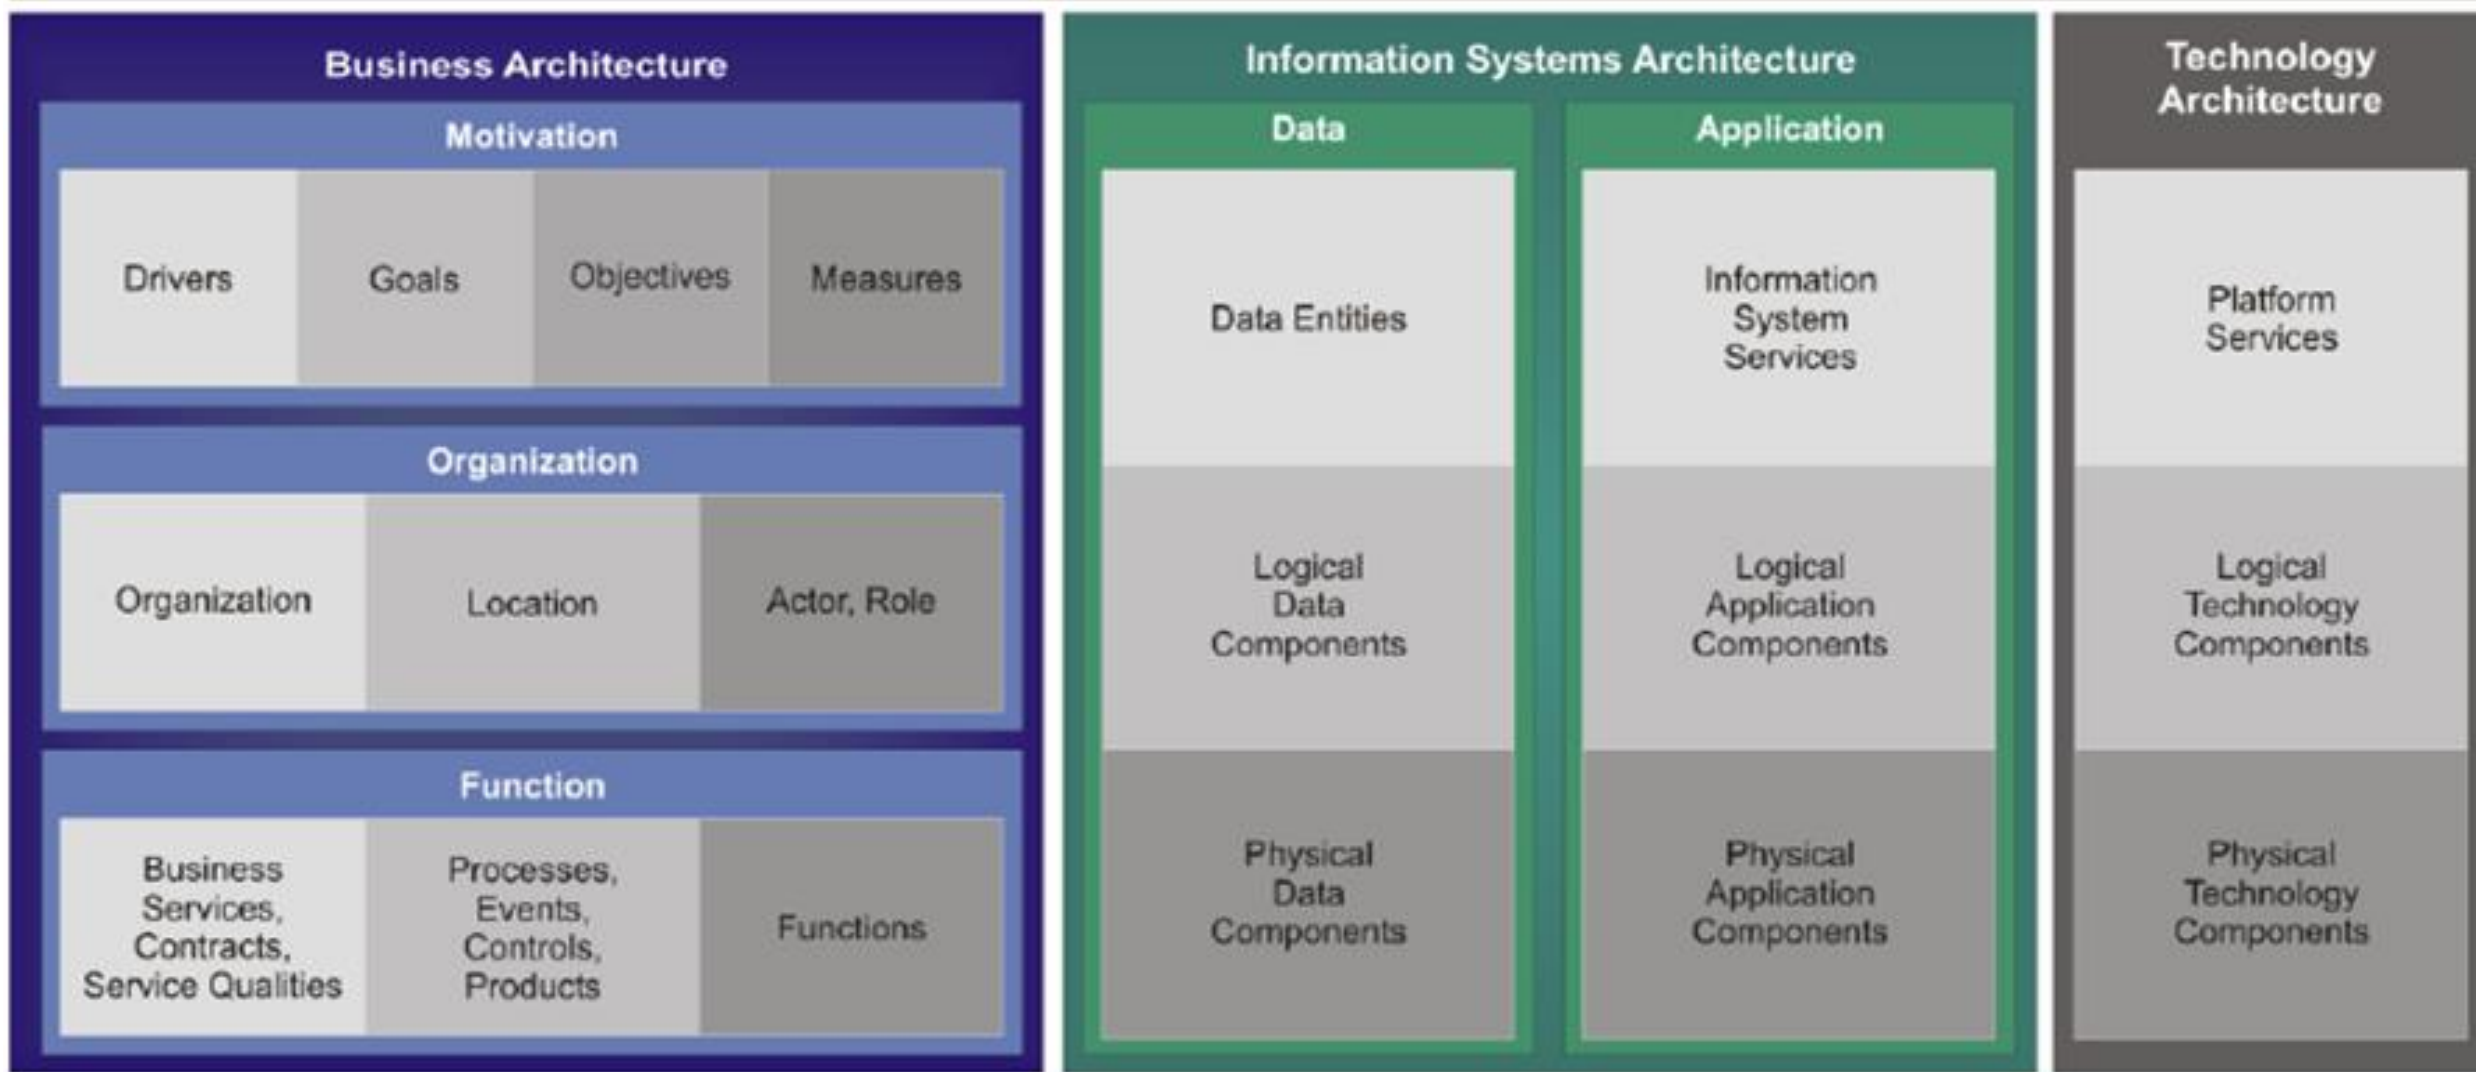 Business Architecture
Motivation
Drivers
Goals
Objectives
Measures
Organization
Organization
Location
Actor, Role
Function
Business
Services,
Contracts,
Service Qualities
Processes,
Events,
Controls,
Products
Functions
Information Systems Architecture
Data
Data Entities
Logical
Data
Components
Physical
Data
Components
Application
Information
System
Services
Logical
Application
Components
Physical
Application
Components
Technology
Architecture
Platform
Services
Logical
Technology
Components
Physical
Technology
Components